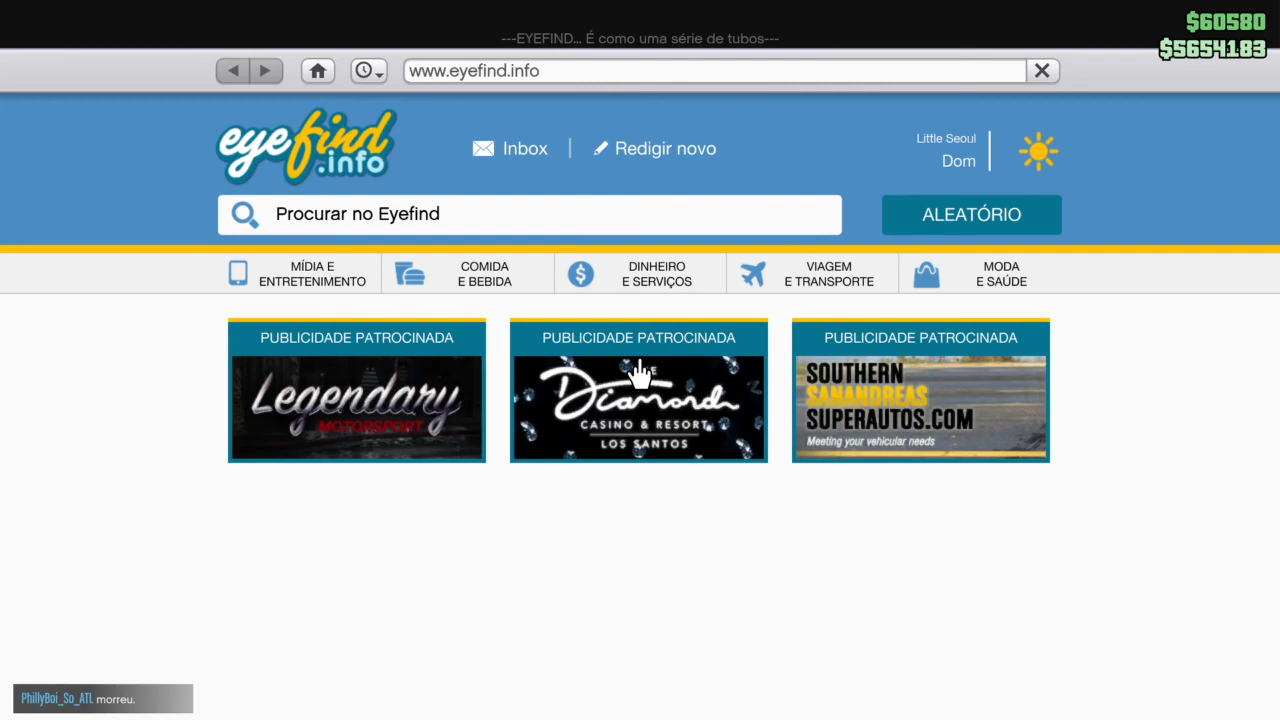 $60580
---EYEFIND... É como uma série de tubos---
$5654183
www.eyefind.info
eyefind
.info
Inbox
Redigir novo
Little Seoul
Dom
Procurar no Eyefind
ALEATÓRIO
MÍDIA E
ENTRETENIMENTO
COMIDA
E BEBIDA
DINHEIRO
E SERVIÇOS
VIAGEM
E TRANSPORTE
MODA
E SAÚDE
PUBLICIDADE PATROCINADA
Legendary
MOTORSPORT
PUBLICIDADE PATROCINADA
Diamond
CASINO & RESORT
LOS SANTOS
PUBLICIDADE PATROCINADA
SOUTHERN
SANANDREAS
SUPERAUTOS.COM
Meeting your vehicular needs
PhillyBoi_So_ATL morreu.